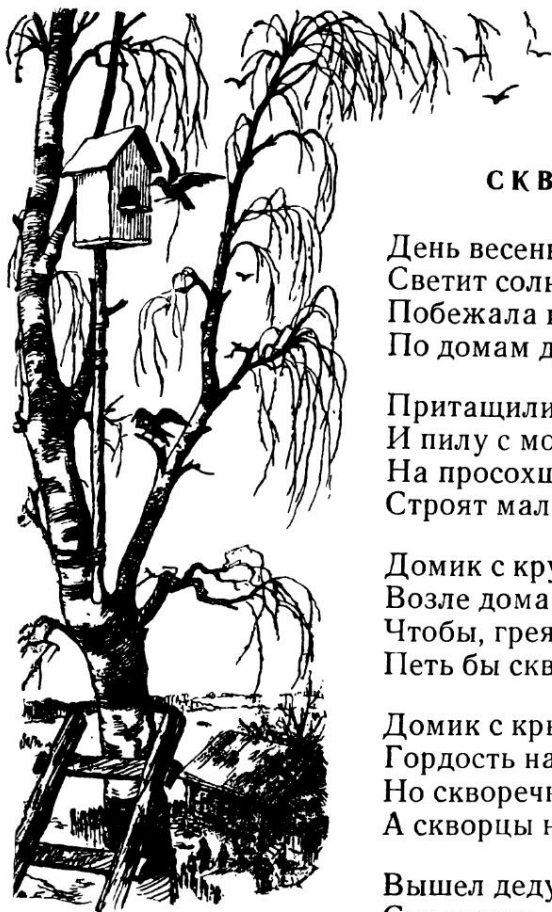 СКВ
День весен
Светит солн
Побежала
По домам д
Притащили
И пилу с мо
На просохш
Строят мал
Домик с кру
Возле дома
Чтобы, грея
Петь бы скв
Домик с кры
Гордость на
Но скворечн
А скворцы н
Вышел деду